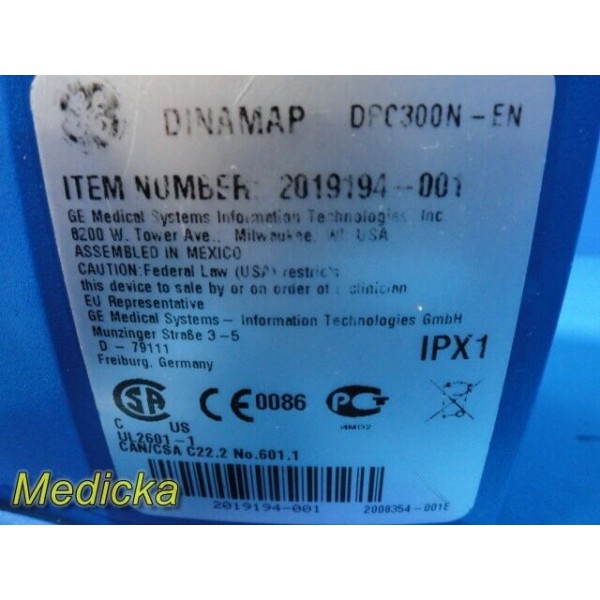 DINAMAP DPC300N-EN
ITEM NUMBER: 2019194-001
GE Medical Systems Information Technologies, Inc.
8200 W. Tower Ave., Milwaukee, WI. USA
ASSEMBLED IN MEXICO
CAUTION: Federal Law (USA) restricts
this device to sale by or on order of a clinician
EU Representative
GE Medical Systems - Information Technologies GmbH
Munzinger Straße 3-5
D - 79111
Freiburg, Germany
IPX1
C US
CE 0086
UL2601-1
CAN/CSA C22.2 No.601.1
2019194-001
2008354-001E
Medicka